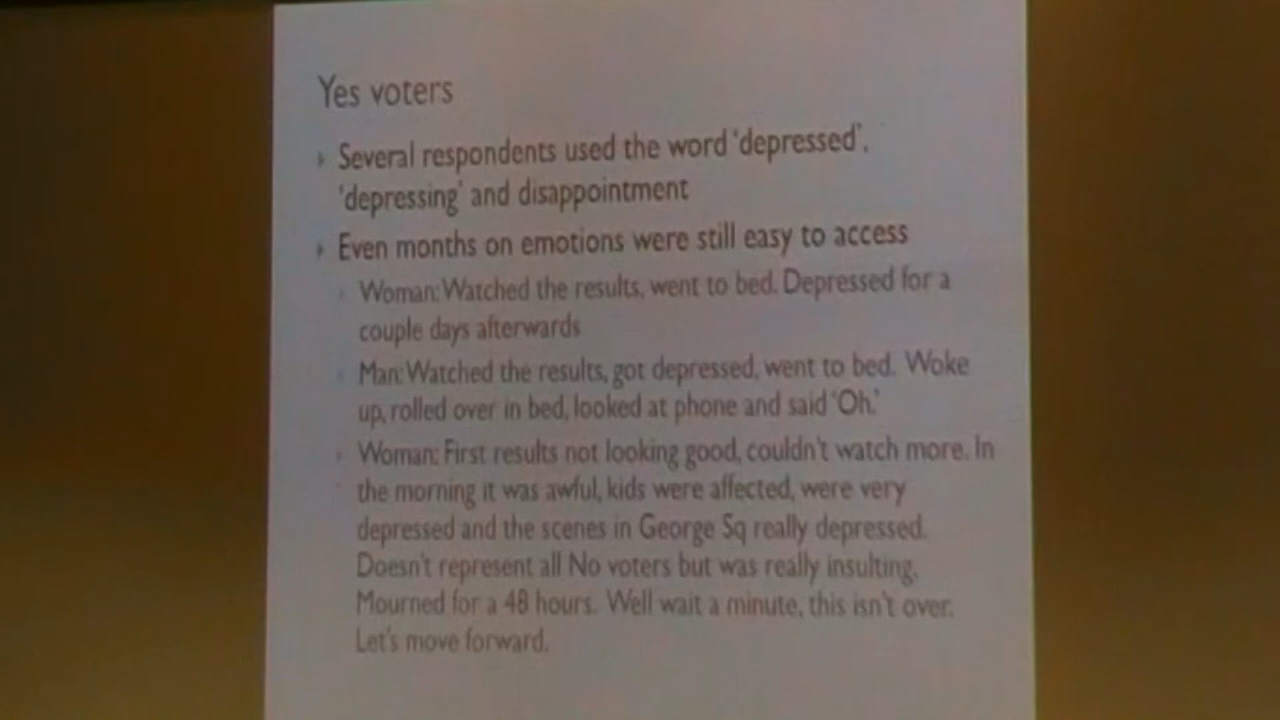 Yes voters
Several respondents used the word 'depressed',
'depressing' and disappointment
Even months on emotions were still easy to access
Woman: Watched the results, went to bed. Depressed for a
couple days afterwards
Man: Watched the results, got depressed, went to bed. Woke
up, rolled over in bed, looked at phone and said 'Oh.'
Woman: First results not looking good, couldn't watch more. In
the morning it was awful, kids were affected, were very
depressed and the scenes in George Sq really depressed.
Doesn't represent all No voters but was really insulting.
Mourned for a 48 hours. Well wait a minute, this isn't over.
Let's move forward.